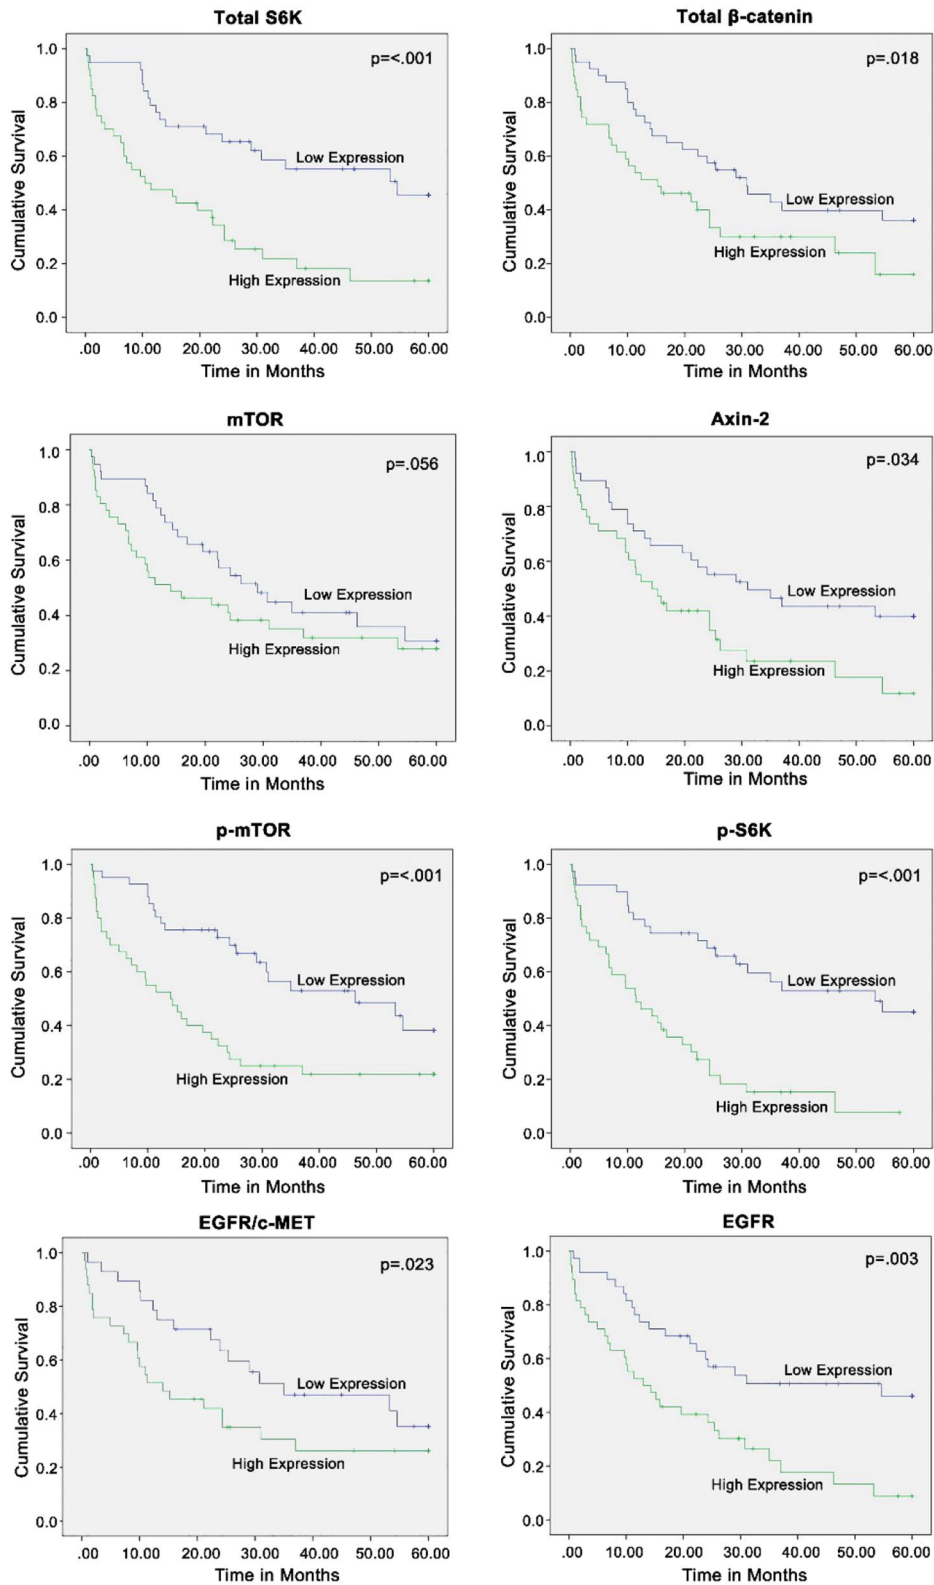 Total S6K
Cumulative Survival
1.0
0.8
0.6
0.4
0.2
0.0
p=<.001
Low Expression
High Expression
.00 10.00 20.00 30.00 40.00 50.00 60.00
Time in Months
Total β-catenin
Cumulative Survival
1.0
0.8
0.6
0.4
0.2
0.0
p=.018
Low Expression
High Expression
.00 10.00 20.00 30.00 40.00 50.00 60.00
Time in Months
mTOR
Cumulative Survival
1.0
0.8
0.6
0.4
0.2
0.0
p=.056
Low Expression
High Expression
.00 10.00 20.00 30.00 40.00 50.00 60.00
Time in Months
Axin-2
Cumulative Survival
1.0
0.8
0.6
0.4
0.2
0.0
p=.034
Low Expression
High Expression
.00 10.00 20.00 30.00 40.00 50.00 60.00
Time in Months
p-mTOR
Cumulative Survival
1.0
0.8
0.6
0.4
0.2
0.0
p=<.001
Low Expression
High Expression
.00 10.00 20.00 30.00 40.00 50.00 60.00
Time in Months
p-S6K
Cumulative Survival
1.0
0.8
0.6
0.4
0.2
0.0
p=<.001
Low Expression
High Expression
.00 10.00 20.00 30.00 40.00 50.00 60.00
Time in Months
EGFR/c-MET
Cumulative Survival
1.0
0.8
0.6
0.4
0.2
0.0
p=.023
Low Expression
High Expression
.00 10.00 20.00 30.00 40.00 50.00 60.00
Time in Months
EGFR
Cumulative Survival
1.0
0.8
0.6
0.4
0.2
0.0
p=.003
Low Expression
High Expression
.00 10.00 20.00 30.00 40.00 50.00 60.00
Time in Months